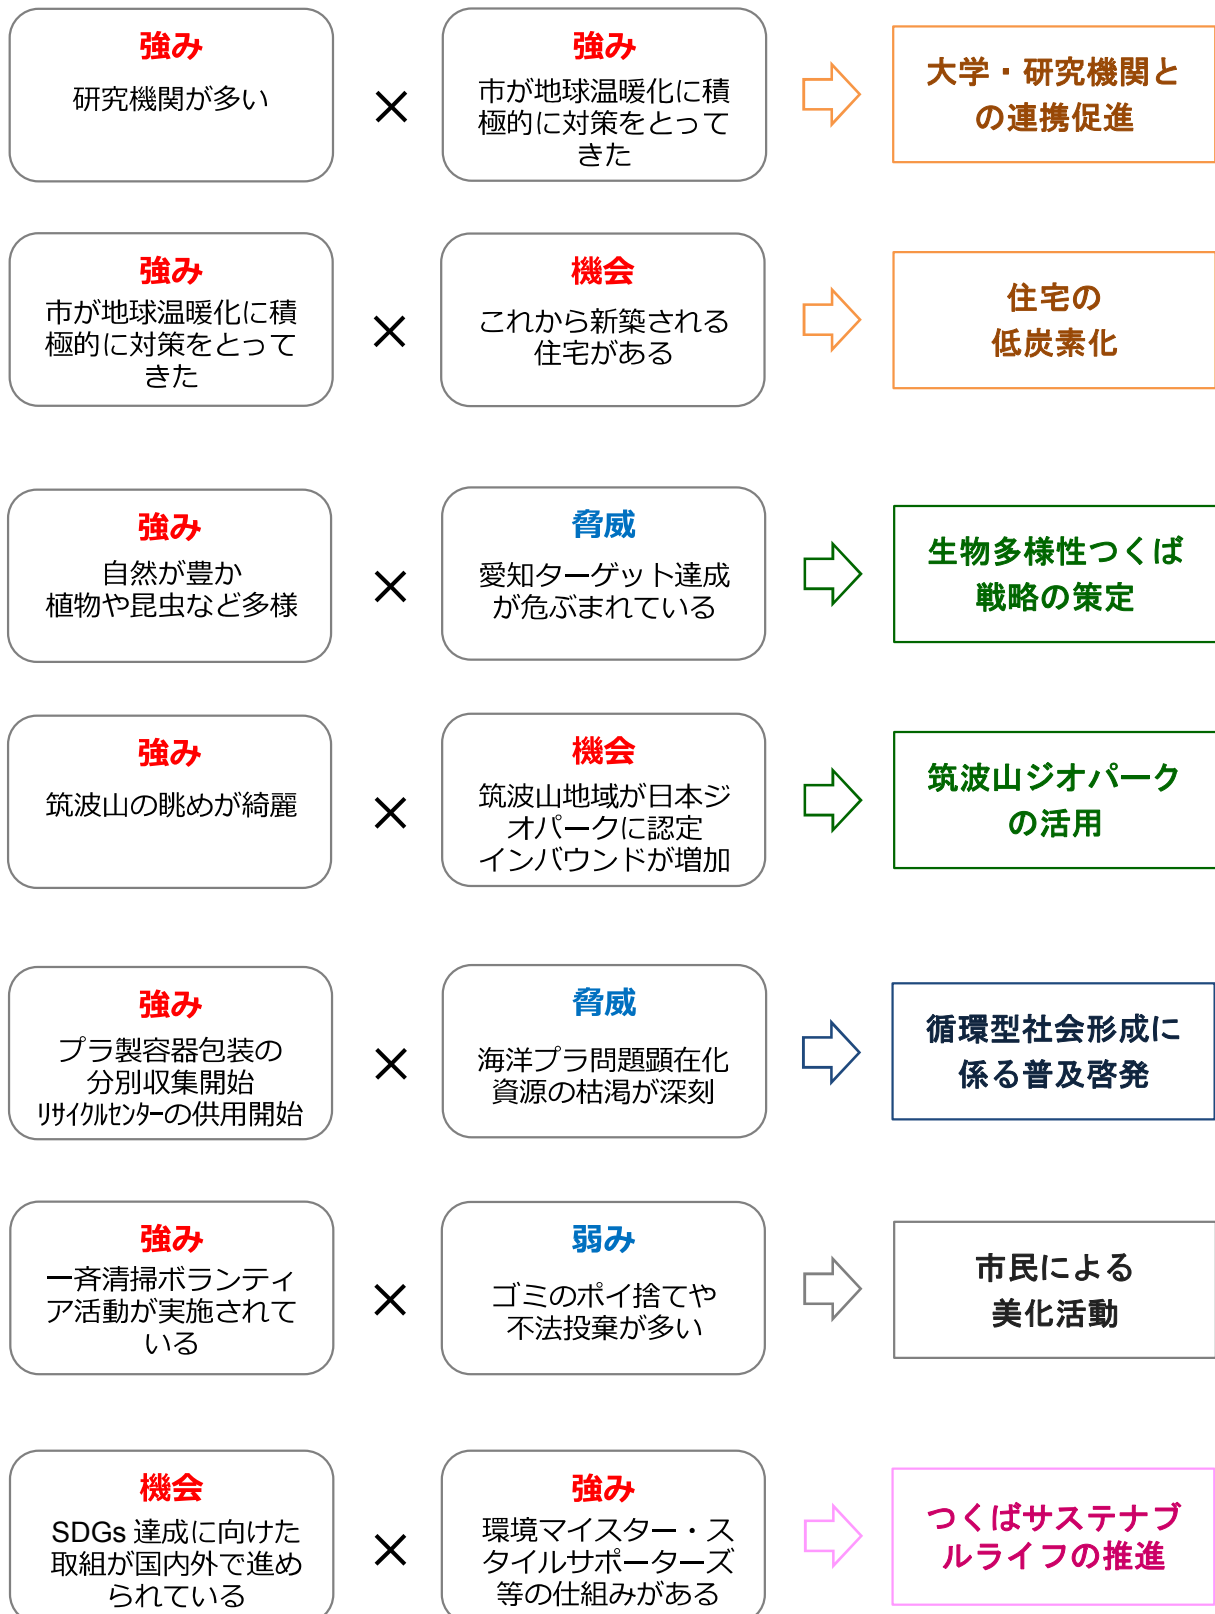 強み
研究機関が多い
×
強み
市が地球温暖化に積
極的に対策をとって
きた
大学・研究機関と
の連携促進
強み
市が地球温暖化に積
極的に対策をとって
きた
×
機会
これから新築される
住宅がある
住宅の
低炭素化
強み
自然が豊か
植物や昆虫など多様
×
脅威
愛知ターゲット達成
が危ぶまれている
生物多様性つくば
戦略の策定
強み
筑波山の眺めが綺麗
×
機会
筑波山地域が日本ジ
オパークに認定
インバウンドが増加
筑波山ジオパーク
の活用
強み
プラ製容器包装の
分別収集開始
リサイクルセンターの供用開始
×
脅威
海洋プラ問題顕在化
資源の枯渇が深刻
循環型社会形成に
係る普及啓発
強み
一斉清掃ボランティ
ア活動が実施されて
いる
×
弱み
ゴミのポイ捨てや
不法投棄が多い
市民による
美化活動
機会
SDGs 達成に向けた
取組が国内外で進め
られている
×
強み
環境マイスター・ス
タイルサポーターズ
等の仕組みがある
つくばサステナブ
ルライフの推進